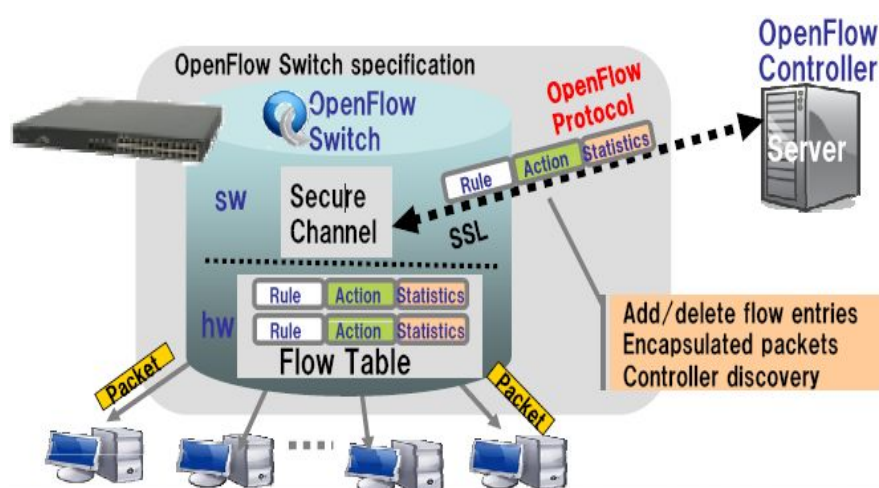 OpenFlow Switch specification
OpenFlow
Switch
OpenFlow
Protocol
OpenFlow
Controller
Server
Rule Action Statistics
sw
Secure
Channel
SSL
hw
Rule Action Statistics
Rule Action Statistics
Flow Table
Add/delete flow entries
Encapsulated packets
Controller discovery
Packet
Packet